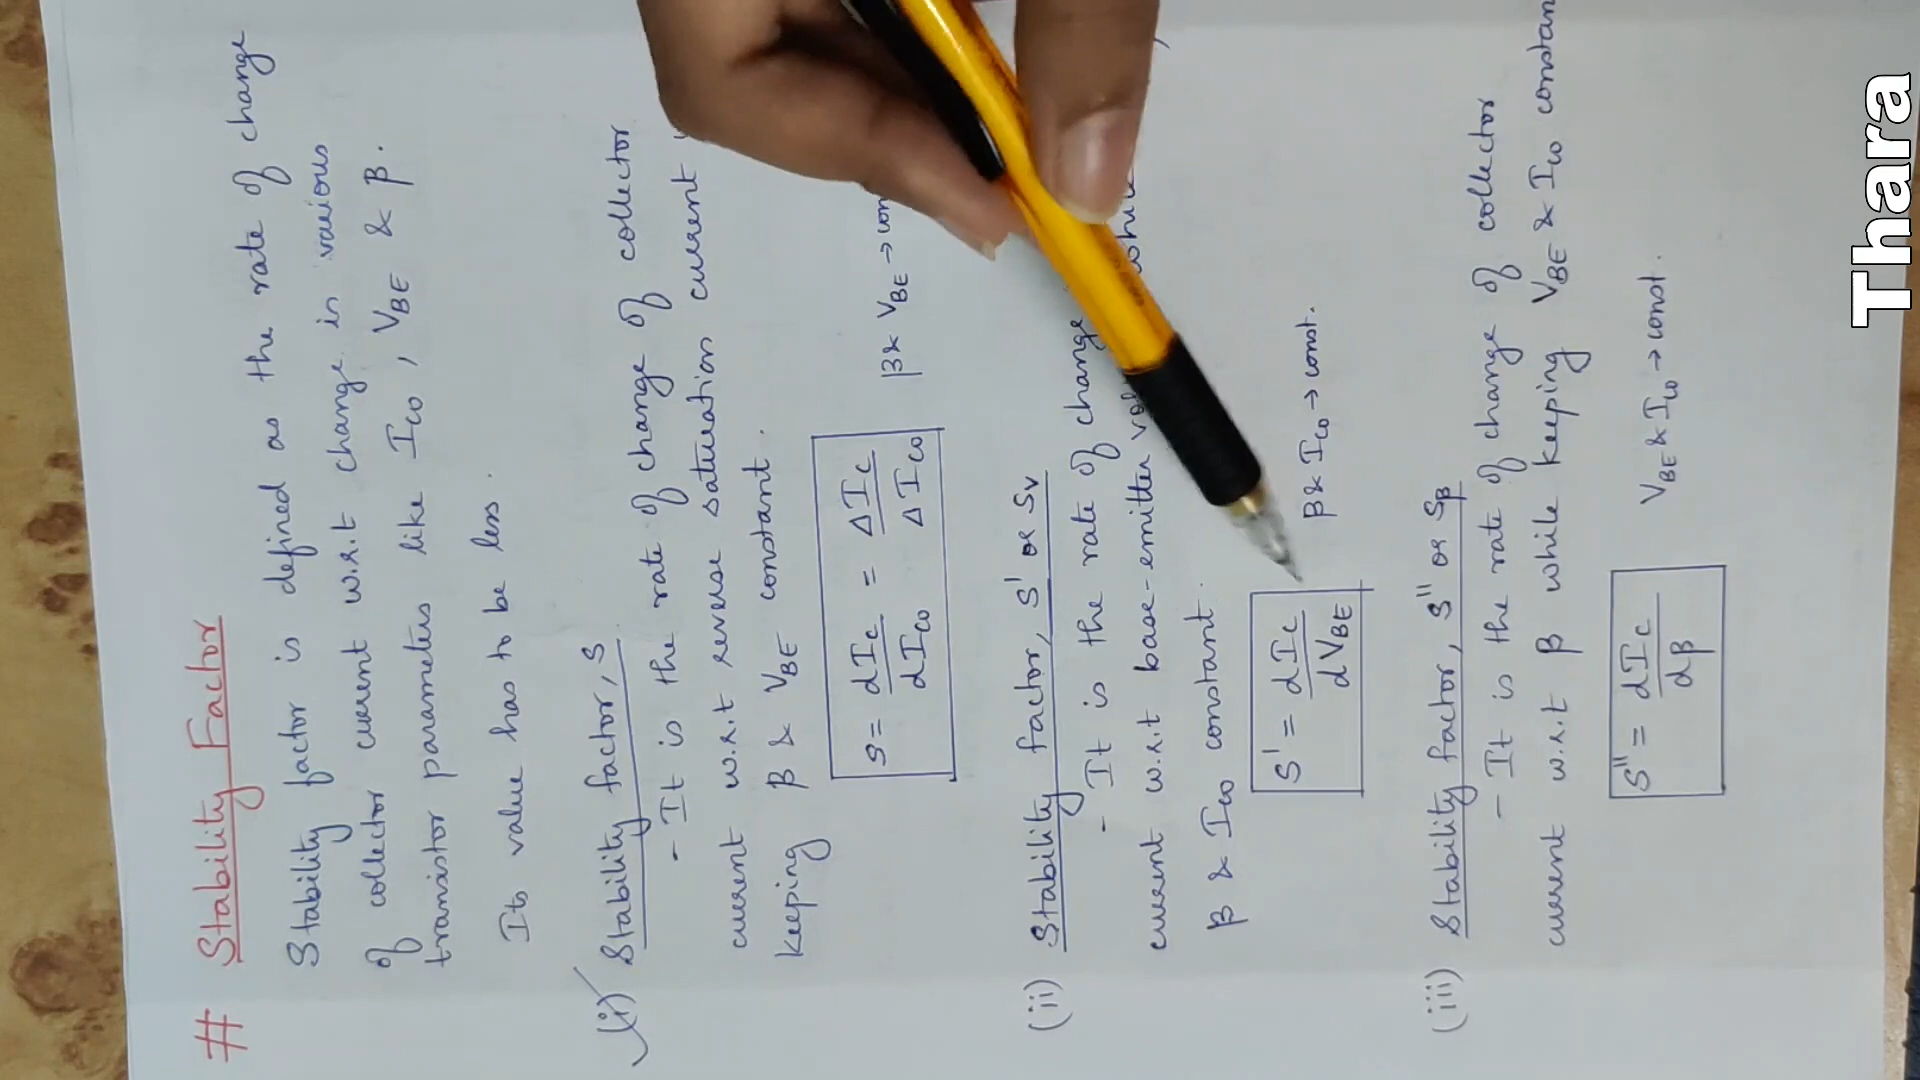 # Stability Factor
Stability factor is defined as the rate of change
of collector current w.r.t change in various
transistor parameters like Ico, VBE & β.
Its value has to be less.
(i) Stability factor, S
- It is the rate of change of collector
current w.r.t reverse saturation current
keeping β & VBE constant.
S = dIc/dIco = ΔIc/ΔIco β & VBE →
(ii) Stability factor, S' or Sv
- It is the rate of change
current w.r.t base-emitter while
β & Ico constant.
S' = dIc/dVBE β & Ico → const.
(iii) Stability factor, S'' or Sβ
- It is the rate of change of collector
current w.r.t β while keeping VBE & Ico constan
S'' = dIc/dβ VBE & Ico → const.
Thara